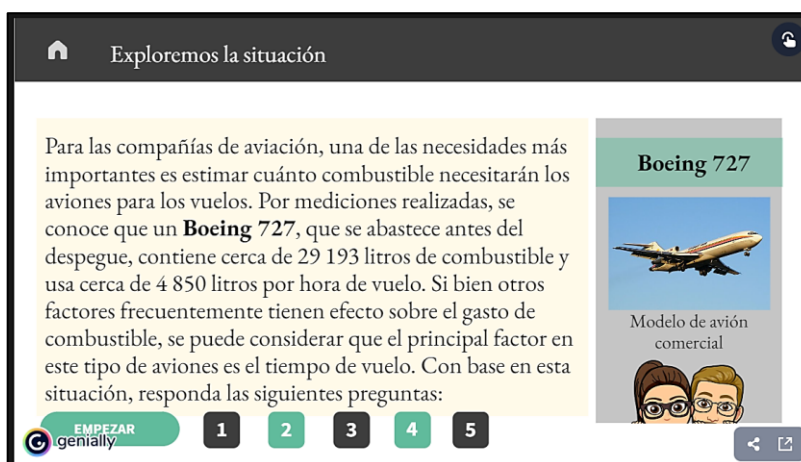 Exploremos la situación
Para las compañías de aviación, una de las necesidades más
importantes es estimar cuánto combustible necesitarán los
aviones para los vuelos. Por mediciones realizadas, se
conoce que un Boeing 727, que se abastece antes del
despegue, contiene cerca de 29 193 litros de combustible y
usa cerca de 4 850 litros por hora de vuelo. Si bien otros
factores frecuentemente tienen efecto sobre el gasto de
combustible, se puede considerar que el principal factor en
este tipo de aviones es el tiempo de vuelo. Con base en esta
situación, responda las siguientes preguntas:
Boeing 727
Modelo de avión
comercial
EMPEZAR
1 2 3 4 5
genially